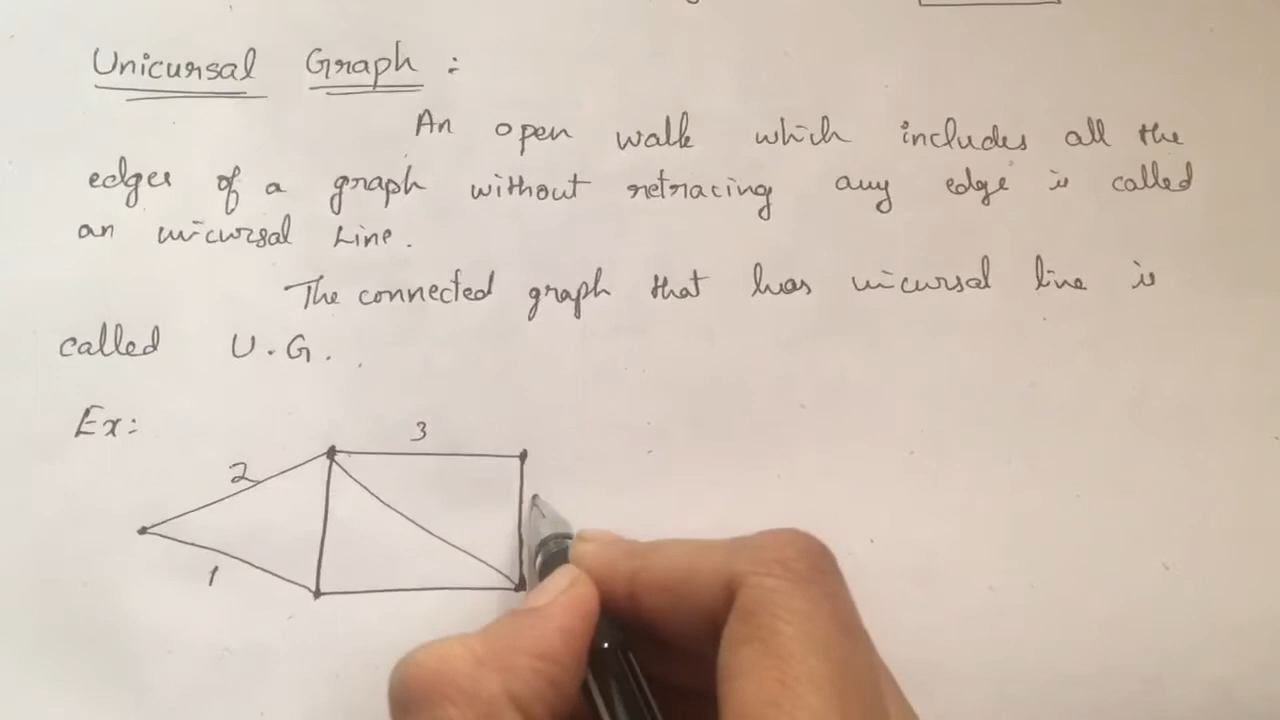 Unicursal Graph :
An open walk which includes all the
edges of a graph without retracing any edge is called
an unicursal Line.
The connected graph that has unicursal line is
called U.G.
Ex:
3
2
1